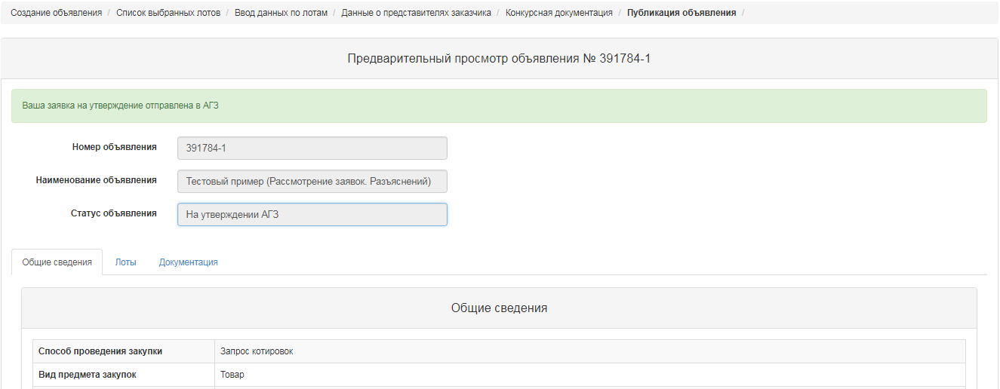 Создание объявления / Список выбранных лотов / Ввод данных по лотам / Данные о представителях заказчика / Конкурсная документация / Публикация объявления /
Предварительный просмотр объявления № 391784-1
Ваша заявка на утверждение отправлена в АГЗ
Номер объявления 391784-1
Наименование объявления Тестовый пример (Рассмотрение заявок. Разъяснений)
Статус объявления На утверждении АГЗ
Общие сведения Лоты Документация
Общие сведения
Способ проведения закупки Запрос котировок
Вид предмета закупок Товар